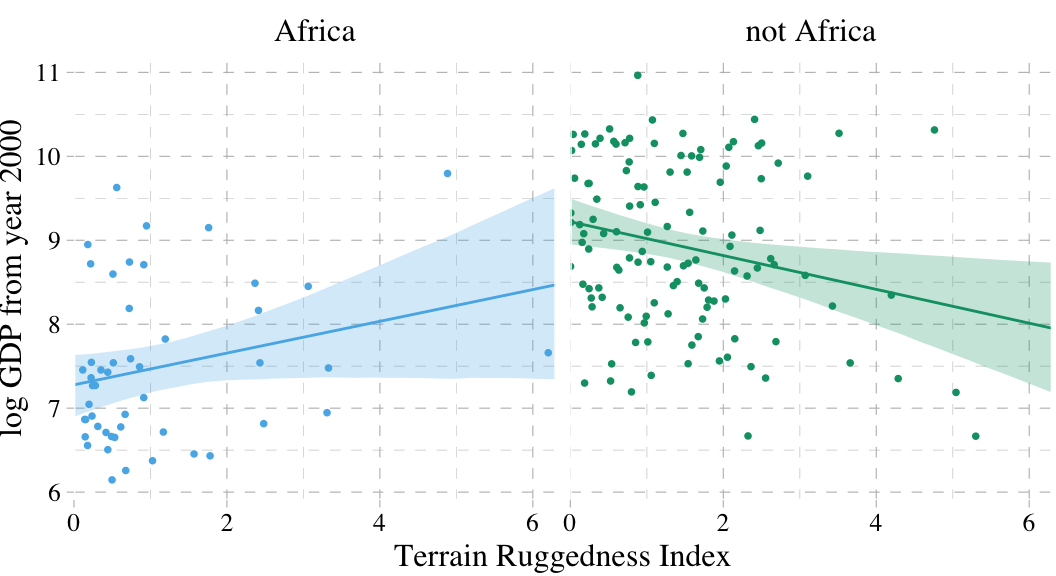 Africa
not Africa
log GDP from year 2000
11
10
9
8
7
6
0 2 4 6
0 2 4 6
Terrain Ruggedness Index